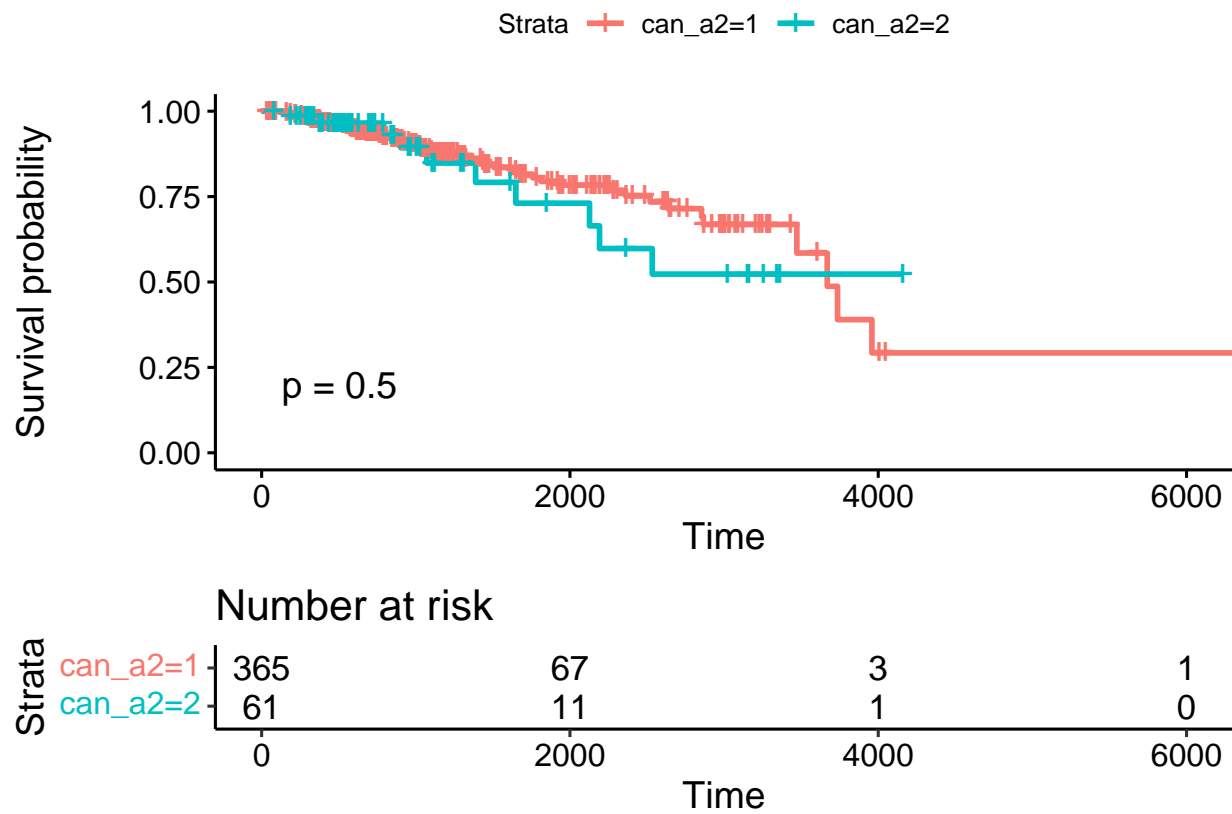 Strata can_a2=1 can_a2=2
Survival probability
1.00
0.75
0.50
0.25
0.00
p = 0.5
0 2000 4000 6000
Time
Number at risk
Strata
can_a2=1 365 67 3 1
can_a2=2 61 11 1 0
0 2000 4000 6000
Time